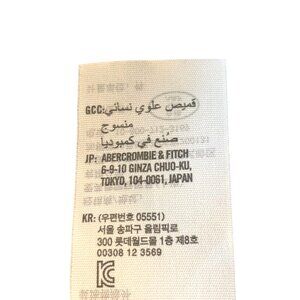 GCC: قميص علوي نسائي
منسوج
صُنع في كمبوديا
JP: ABERCROMBIE & FITCH
6-9-10 GINZA CHUO-KU,
TOKYO, 104-0061, JAPAN
KR: (우편번호 05551)
서울 송파구 올림픽로
300 롯데월드몰 1층 제8호
00308 12 3569